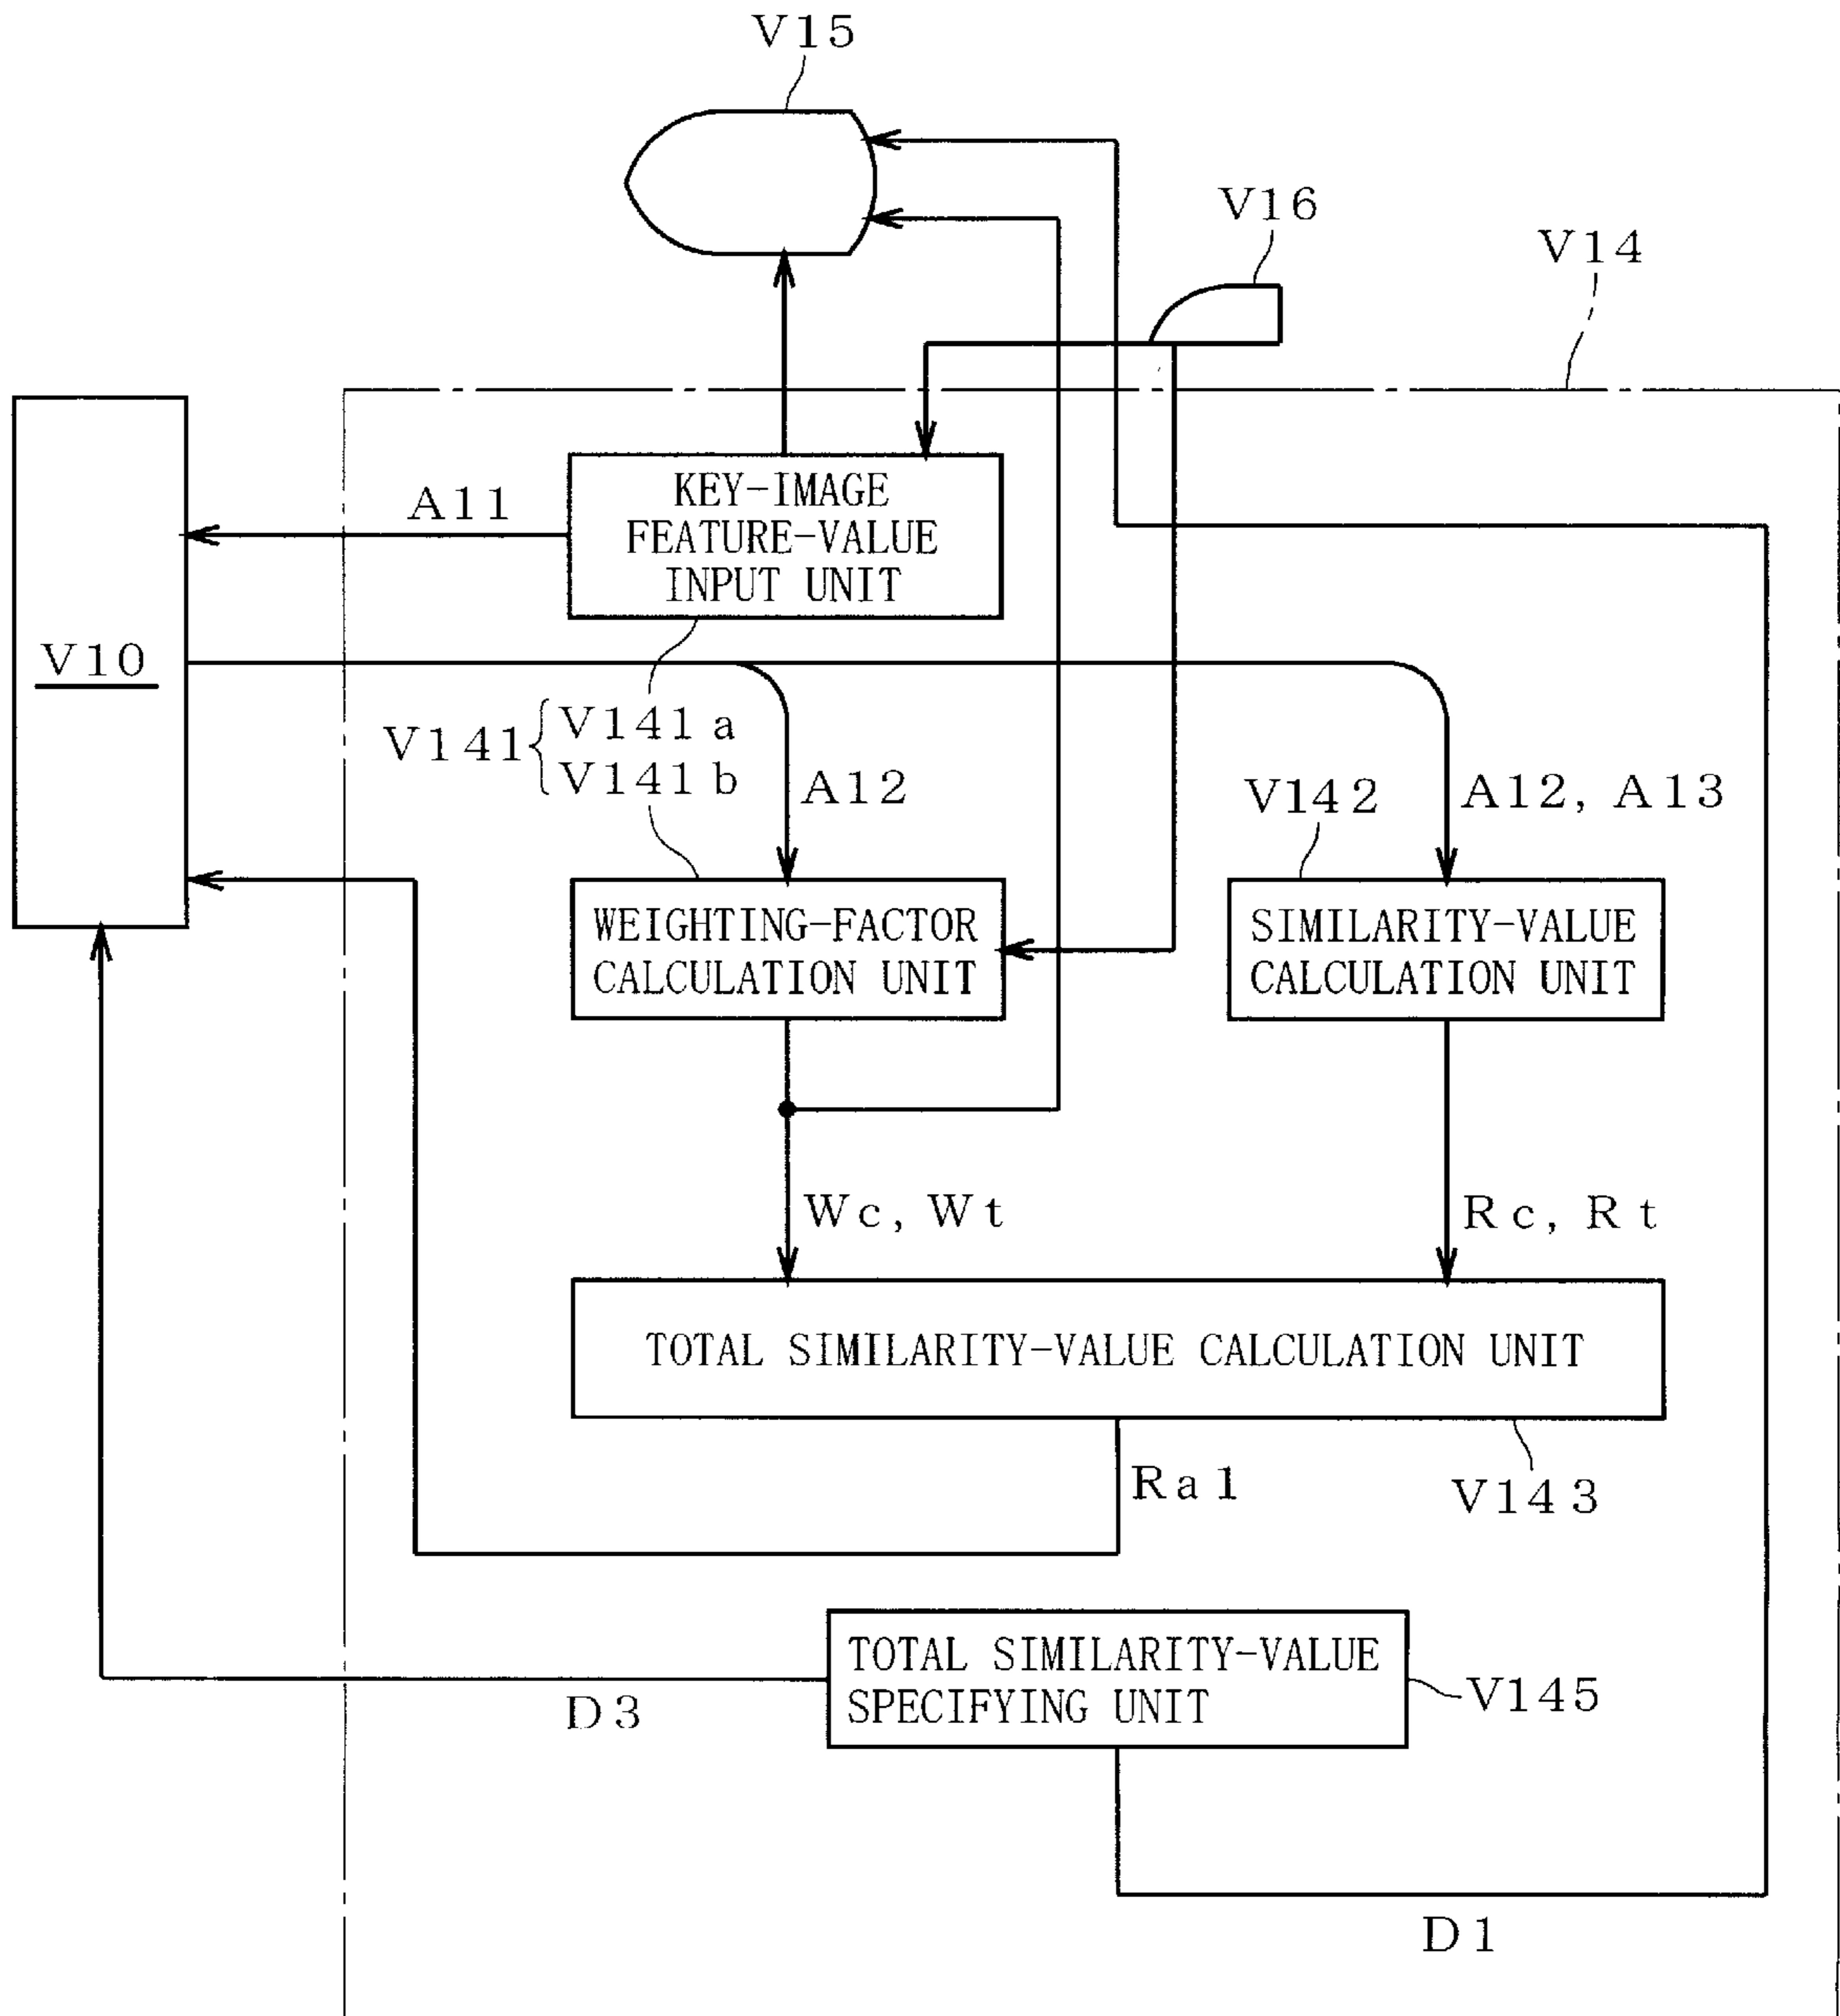 V15
V16
V14
KEY-IMAGE
FEATURE-VALUE
INPUT UNIT
A11
V10
V141 { V141a
V141b
A12
V142
A12, A13
WEIGHTING-FACTOR
CALCULATION UNIT
SIMILARITY-VALUE
CALCULATION UNIT
Wc, Wt
Rc, Rt
TOTAL SIMILARITY-VALUE CALCULATION UNIT
Ra1
V143
TOTAL SIMILARITY-VALUE
SPECIFYING UNIT
V145
D3
D1